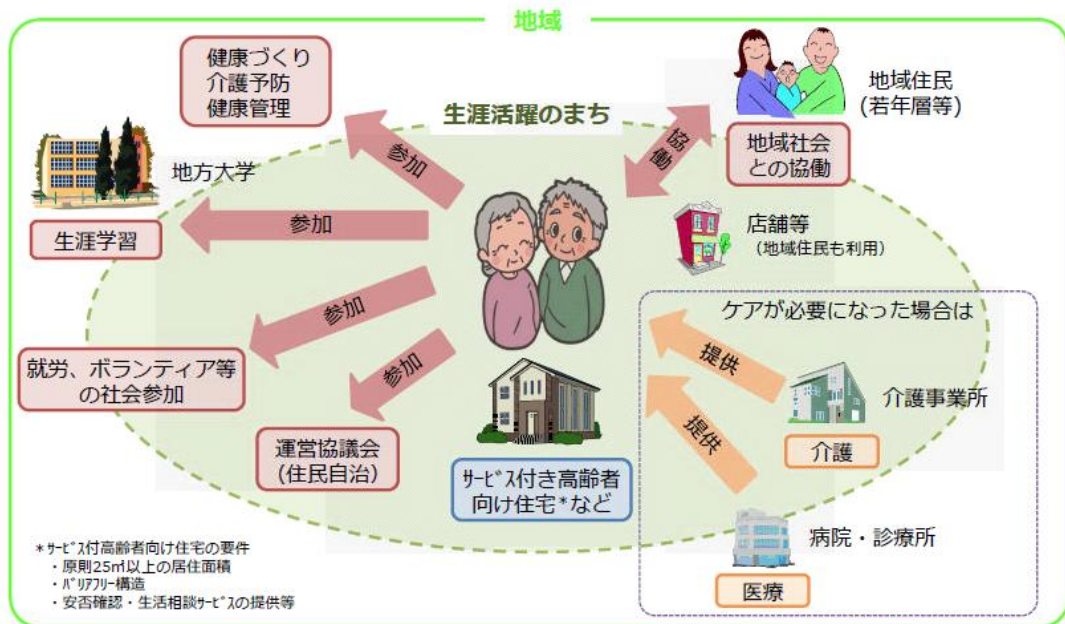 地域
健康づくり
介護予防
健康管理
生涯活躍のまち
地域住民
(若年層等)
参加
協働
地域社会
との協働
地方大学
生涯学習
参加
店舗等
(地域住民も利用)
参加
ケアが必要になった場合は
就労、ボランティア等
の社会参加
参加
提供
介護事業所
介護
運営協議会
(住民自治)
提供
ｻｰﾋﾞｽ付き高齢者
向け住宅*など
病院・診療所
医療
*ｻｰﾋﾞｽ付高齢者向け住宅の要件
・原則25㎡以上の居住面積
・ﾊﾞﾘｱﾌﾘｰ構造
・安否確認・生活相談ｻｰﾋﾞｽの提供等